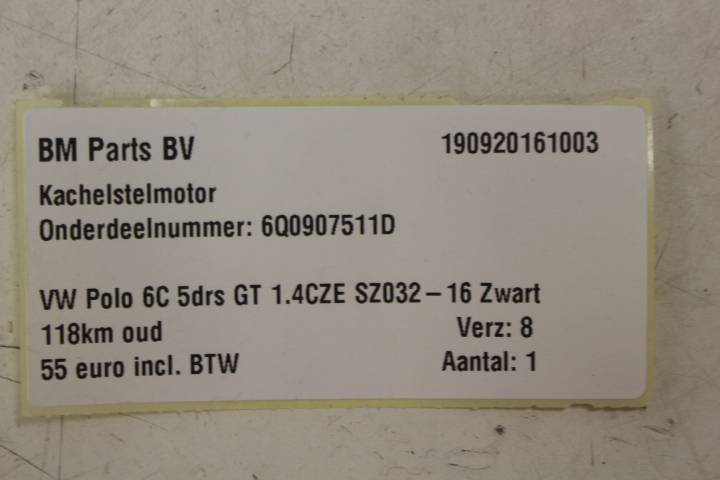 BM Parts BV 190920161003
Kachelstelmotor
Onderdeelnummer: 6Q0907511D
VW Polo 6C 5drs GT 1.4CZE SZ032 – 16 Zwart
118km oud Verz: 8
55 euro incl. BTW Aantal: 1